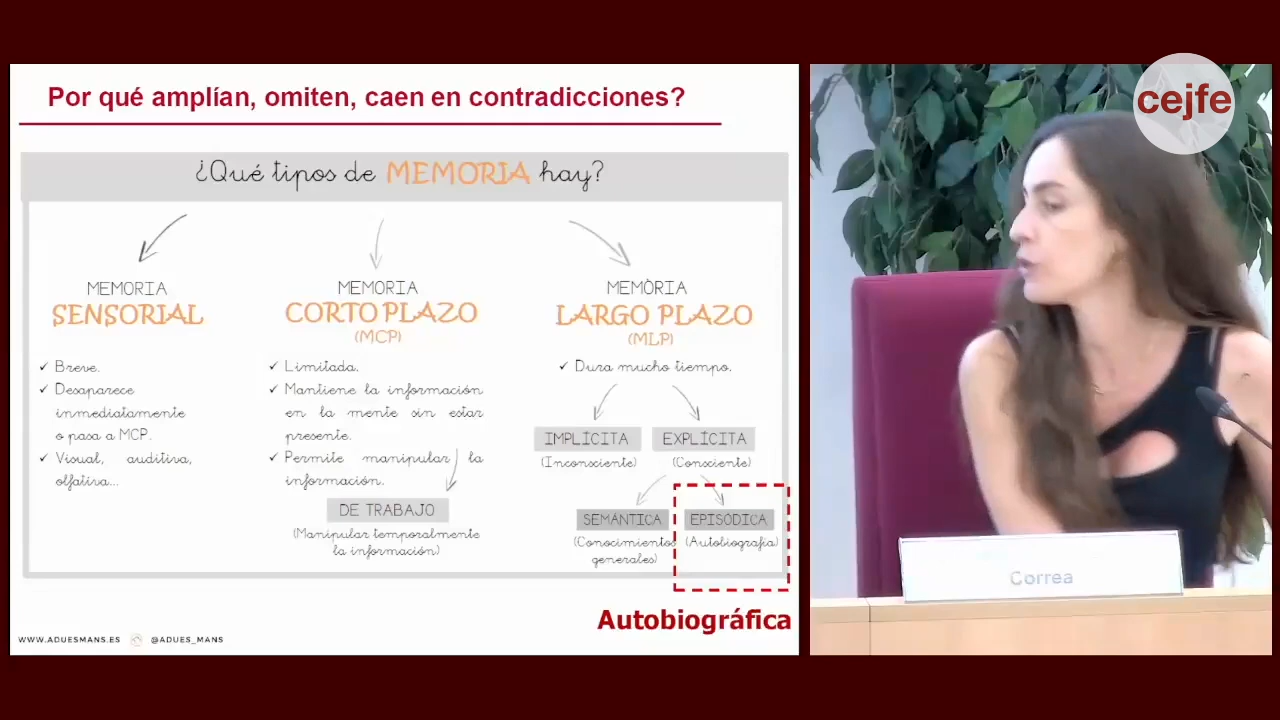 Por qué amplían, omiten, caen en contradicciones?
¿Qué tipos de MEMORIA hay?
MEMORIA
SENSORIAL
✓ Breve.
✓ Desaparece
inmediatamente
o pasa a MCP.
✓ Visual, auditiva,
olfativa...
MEMORIA
CORTO PLAZO
(MCP)
✓ Limitada.
✓ Mantiene la información
en la mente sin estar
presente.
✓ Permite manipular la
información.
DE TRABAJO
(Manipular temporalmente
la información)
MEMÒRIA
LARGO PLAZO
(MLP)
✓ Dura mucho tiempo.
IMPLÍCITA
(Inconsciente)
EXPLÍCITA
(Consciente)
SEMÁNTICA
(Conocimientos
generales)
EPISÓDICA
(Autobiografía)
Autobiográfica
WWW.ADUESMANS.ES @ADUES_MANS
cejfe
Correa